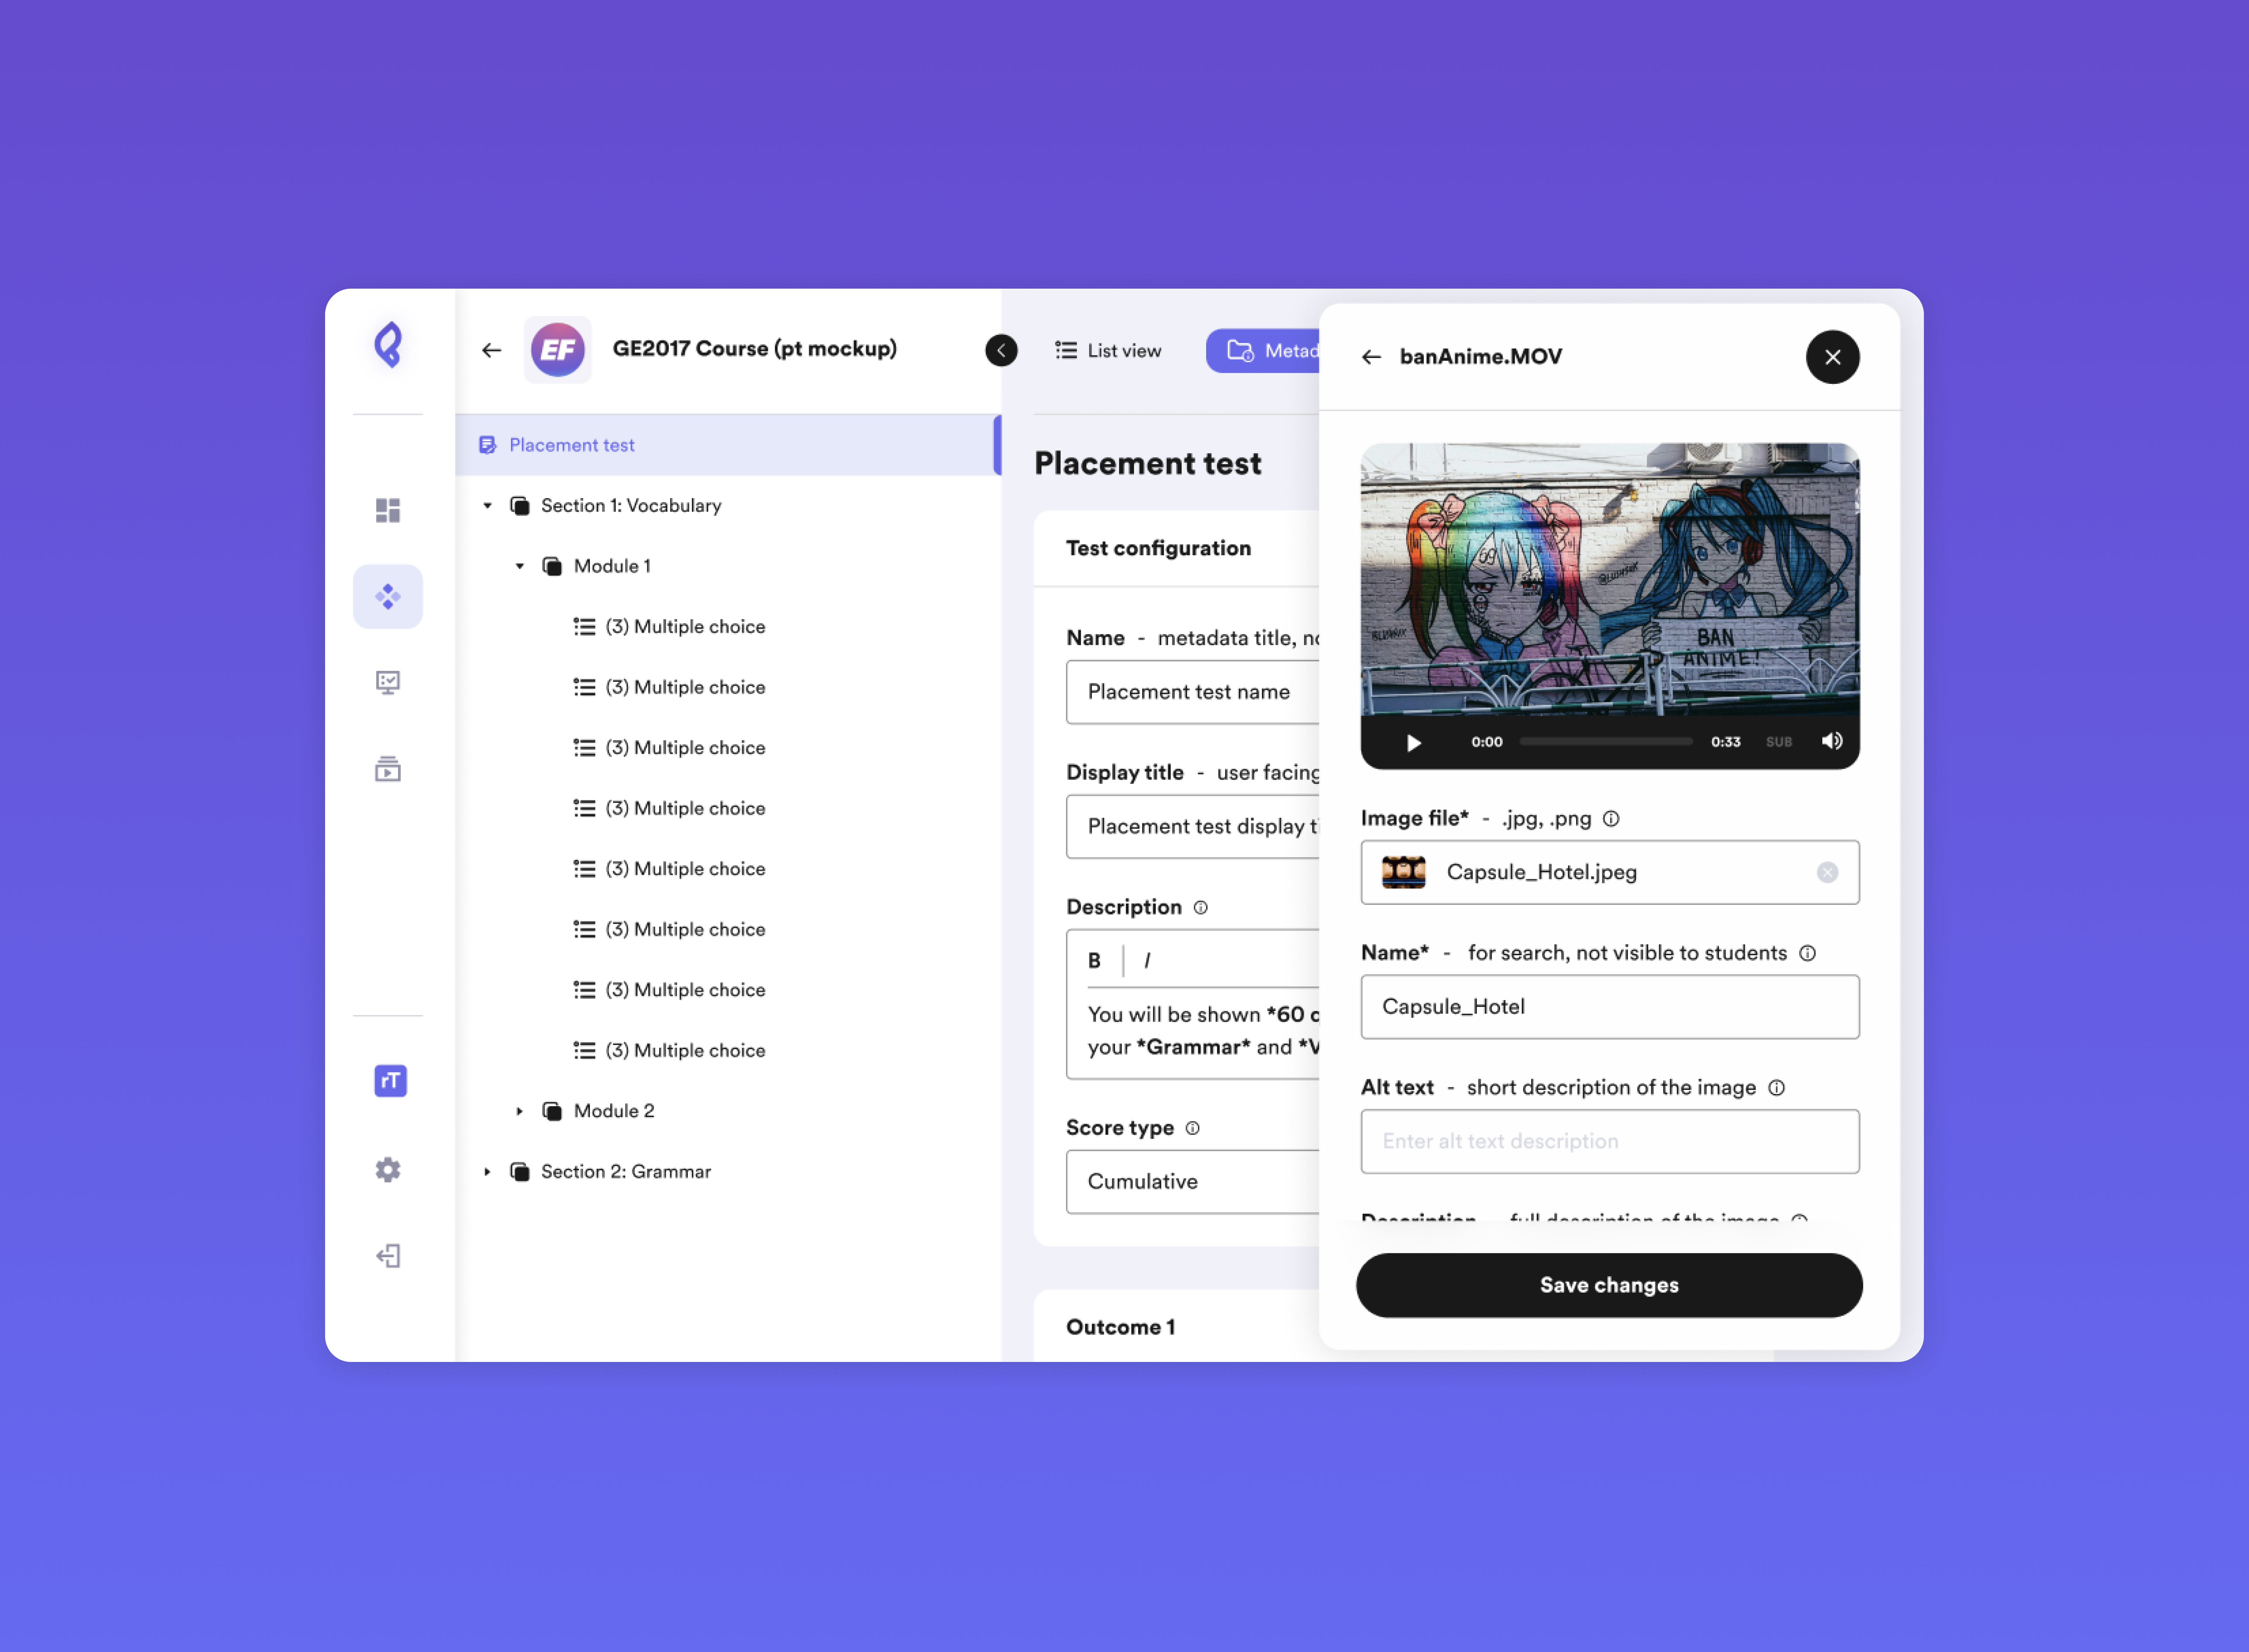 EF
GE2017 Course (pt mockup)
Placement test
Section 1: Vocabulary
Module 1
(3) Multiple choice
(3) Multiple choice
(3) Multiple choice
(3) Multiple choice
(3) Multiple choice
(3) Multiple choice
(3) Multiple choice
(3) Multiple choice
Module 2
Section 2: Grammar
rT
List view
Metad
Placement test
Test configuration
Name - metadata title,
Placement test name
Display title - user facing
Placement test display
Description
B I
You will be shown *60
your *Grammar* and
Score type
Cumulative
Outcome 1
banAnime.MOV
69
@LUSHSUX
BAN
ANIME!
0:00 0:33 SUB
Image file* - .jpg, .png
Capsule_Hotel.jpeg
Name* - for search, not visible to students
Capsule_Hotel
Alt text - short description of the image
Enter alt text description
Description - full description of the image
Save changes